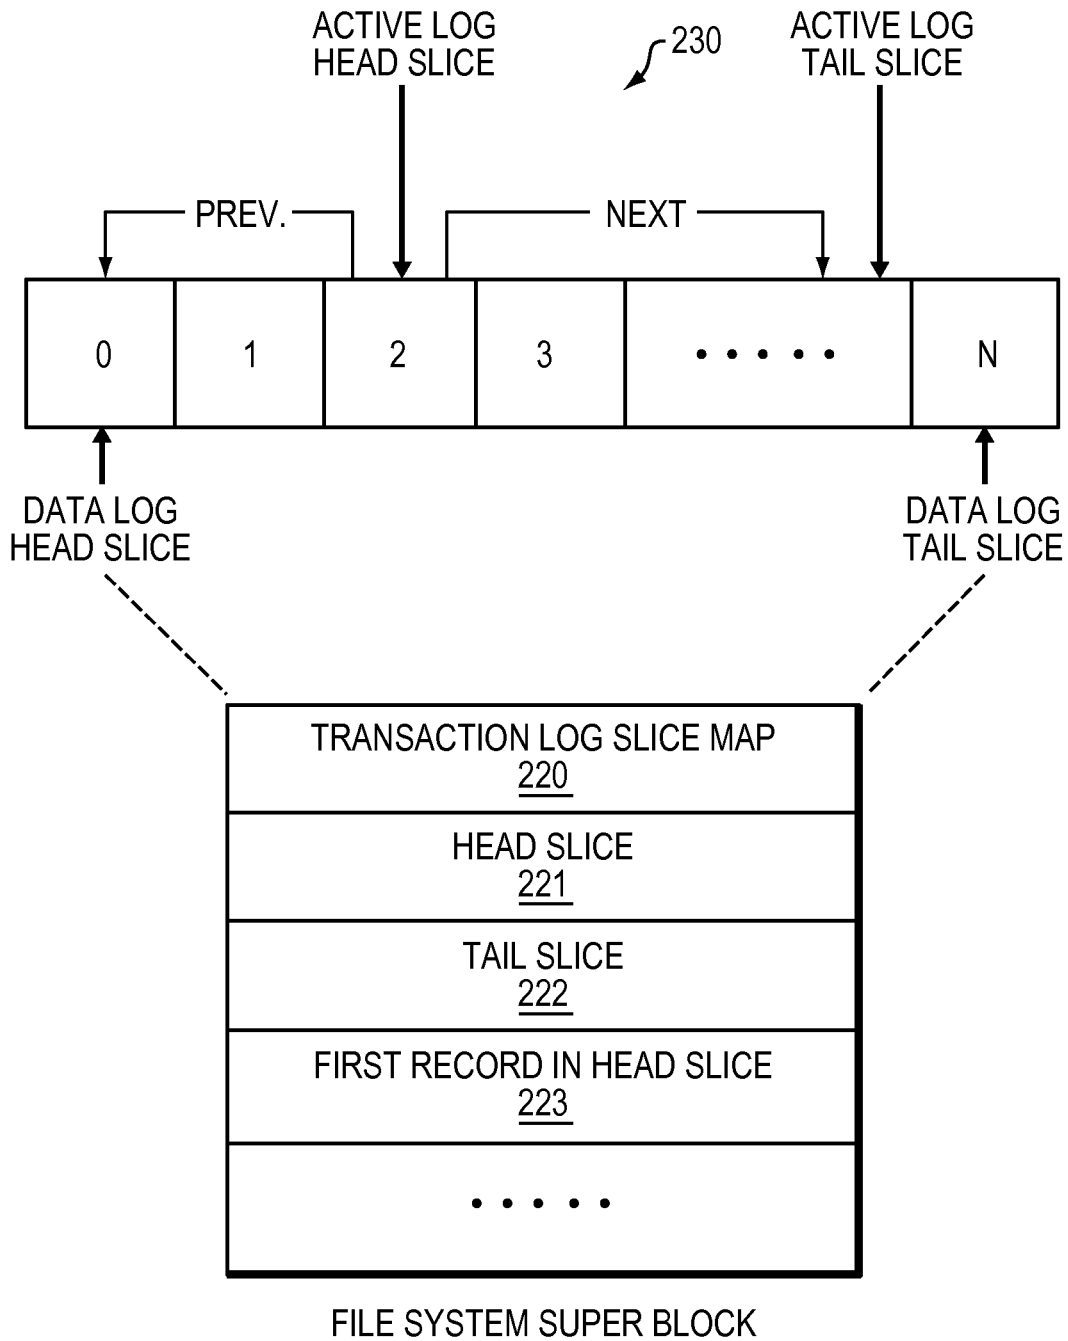 ACTIVE LOG
HEAD SLICE
230
ACTIVE LOG
TAIL SLICE
PREV.
NEXT
0
1
2
3
.....
N
DATA LOG
HEAD SLICE
DATA LOG
TAIL SLICE
TRANSACTION LOG SLICE MAP
220
HEAD SLICE
221
TAIL SLICE
222
FIRST RECORD IN HEAD SLICE
223
.....
FILE SYSTEM SUPER BLOCK